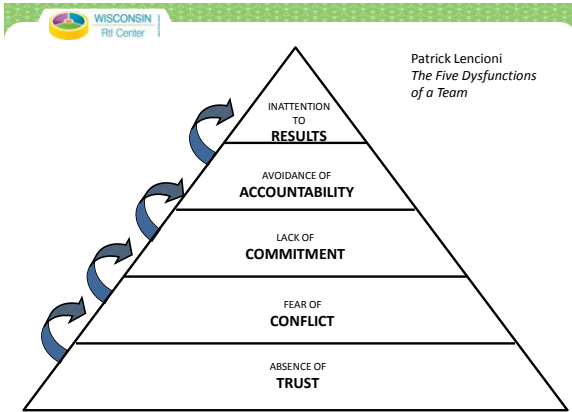 WISCONSIN
RtI Center
Patrick Lencioni
The Five Dysfunctions
of a Team
INATTENTION
TO
RESULTS
AVOIDANCE OF
ACCOUNTABILITY
LACK OF
COMMITMENT
FEAR OF
CONFLICT
ABSENCE OF
TRUST